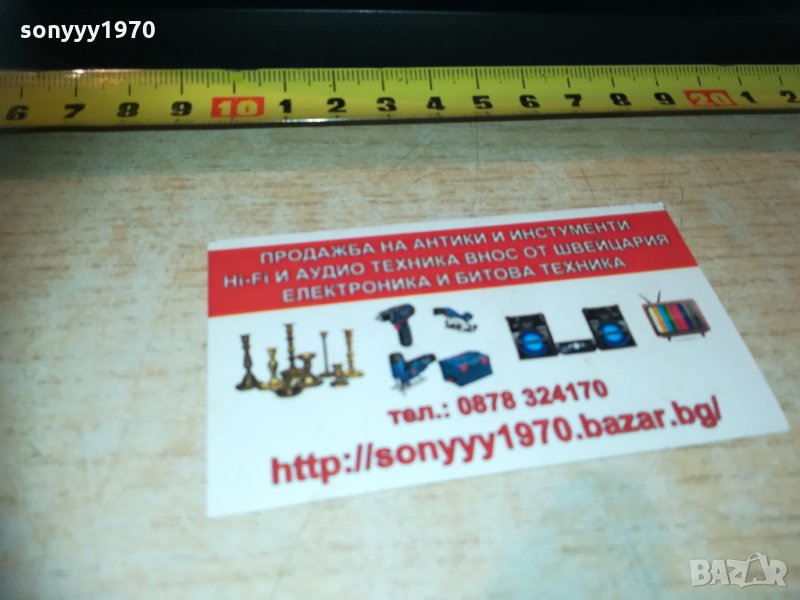 sonyyy1970
6 7 8 9 10 1 2 3 4 5 6 7 8 9 20 1 2
ПРОДАЖБА НА АНТИКИ И ИНСТУМЕНТИ
Hi-Fi И АУДИО ТЕХНИКА ВНОС ОТ ШВЕИЦАРИЯ
ЕЛЕКТРОНИКА И БИТОВА ТЕХНИКА
тел.: 0878 324170
http://sonyyy1970.bazar.bg/
BAZAR